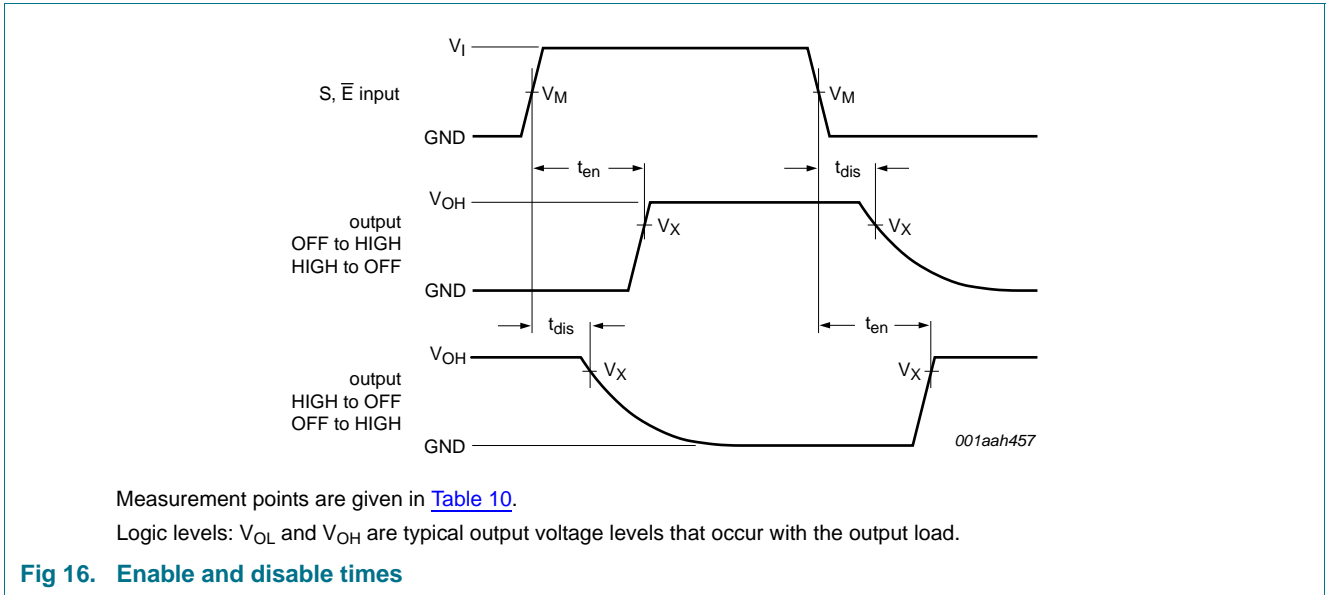 V_I
S, E̅ input
V_M V_M
GND
t_en t_dis
V_OH
output
OFF to HIGH
HIGH to OFF
V_X V_X
GND
t_dis t_en
V_OH
output
HIGH to OFF
OFF to HIGH
V_X V_X
GND
001aah457
Measurement points are given in Table 10.
Logic levels: V_OL and V_OH are typical output voltage levels that occur with the output load.
Fig 16. Enable and disable times